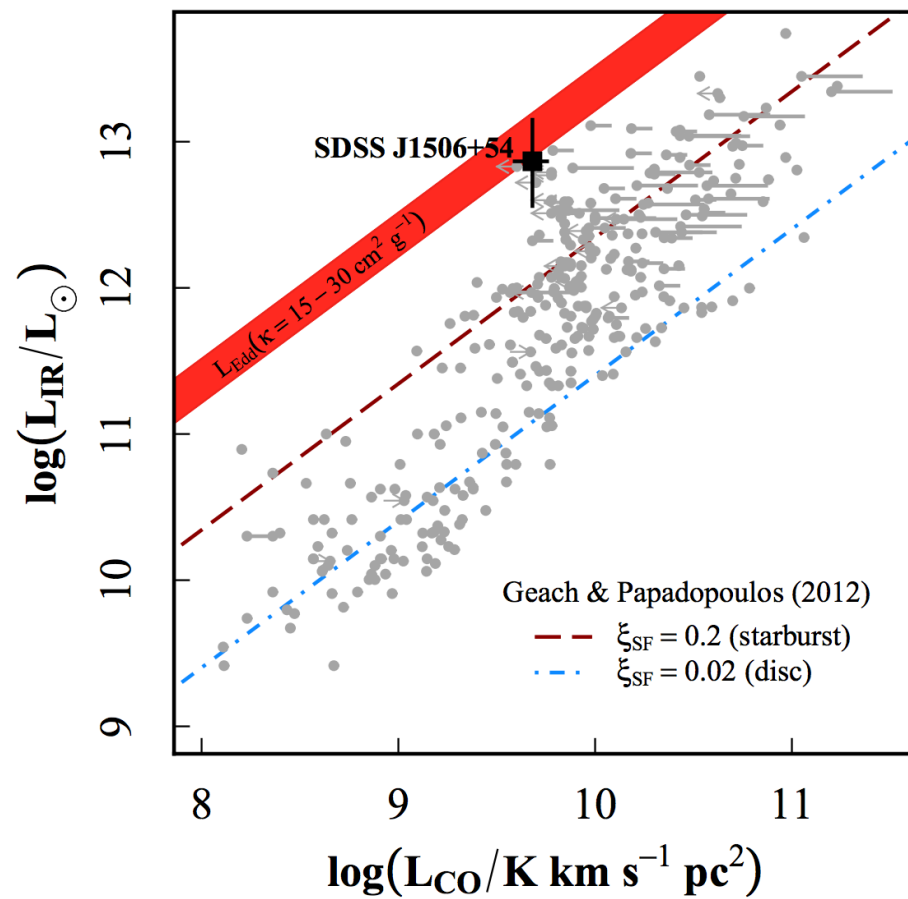 log(L_IR/L_⊙)
13
12
11
10
9
SDSS J1506+54
L_Edd(κ = 15 − 30 cm² g⁻¹)
Geach & Papadopoulos (2012)
ξ_SF = 0.2 (starburst)
ξ_SF = 0.02 (disc)
8 9 10 11
log(L_CO/K km s⁻¹ pc²)